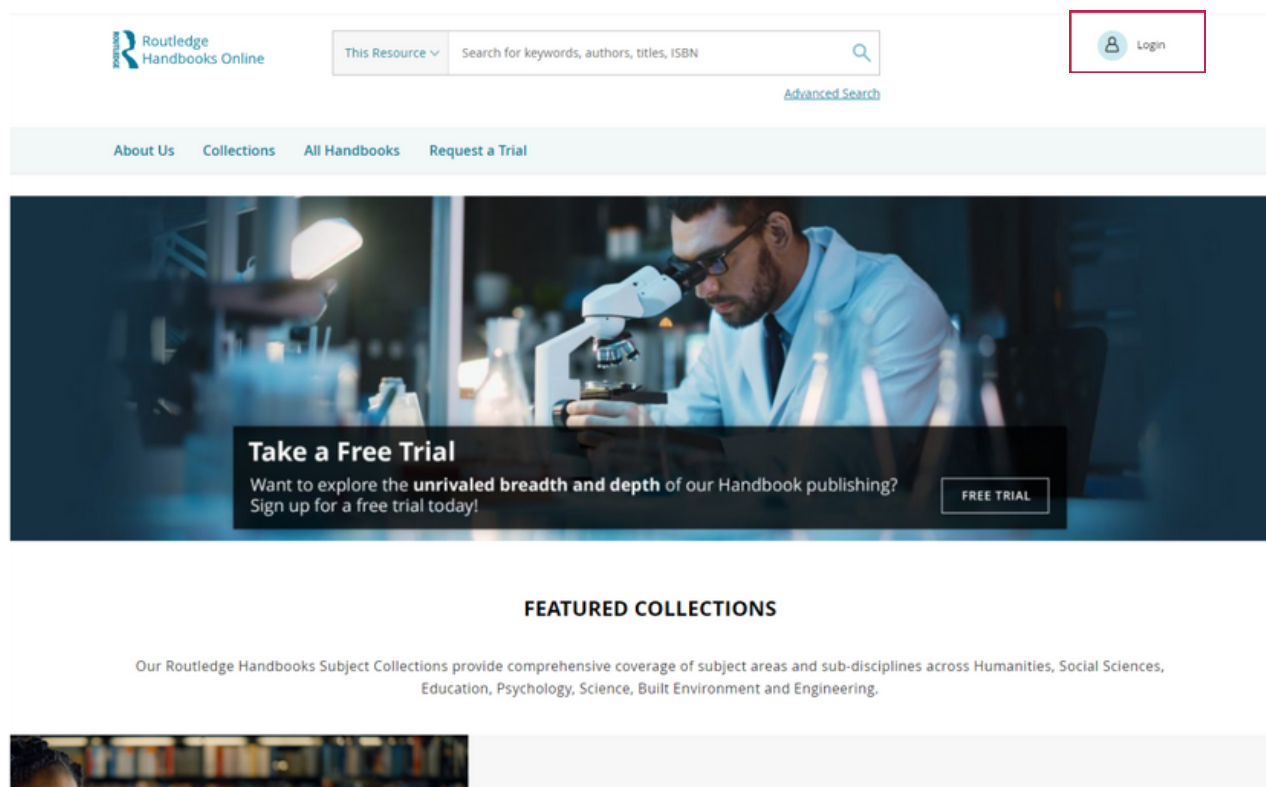 ROUTLEDGE
Routledge
Handbooks Online
This Resource
Search for keywords, authors, titles, ISBN
Login
Advanced Search
About Us
Collections
All Handbooks
Request a Trial
Take a Free Trial
Want to explore the unrivaled breadth and depth of our Handbook publishing?
Sign up for a free trial today!
FREE TRIAL
FEATURED COLLECTIONS
Our Routledge Handbooks Subject Collections provide comprehensive coverage of subject areas and sub-disciplines across Humanities, Social Sciences,
Education, Psychology, Science, Built Environment and Engineering.